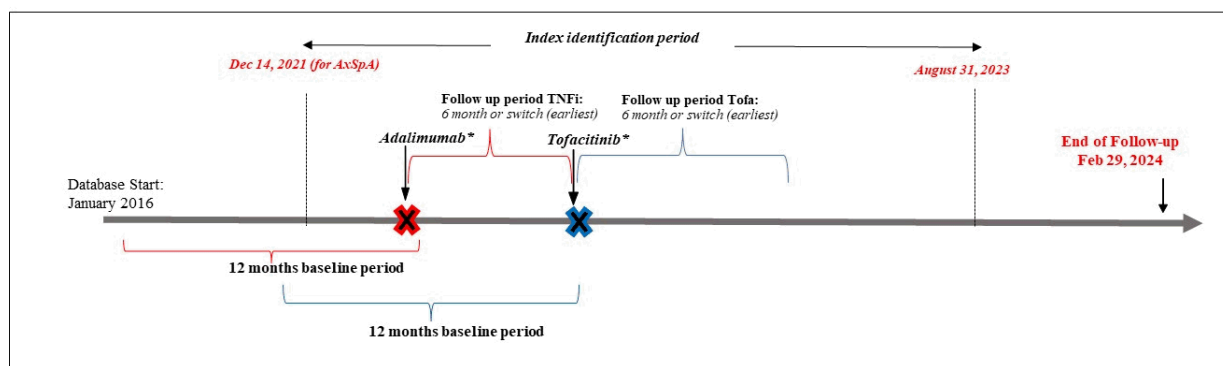 Index identification period
Dec 14, 2021 (for AxSpA)
August 31, 2023
Follow up period TNFi:
6 month or switch (earliest)
Follow up period Tofa:
6 month or switch (earliest)
Adalimumab*
Tofacitinib*
End of Follow-up
Feb 29, 2024
Database Start:
January 2016
12 months baseline period
12 months baseline period